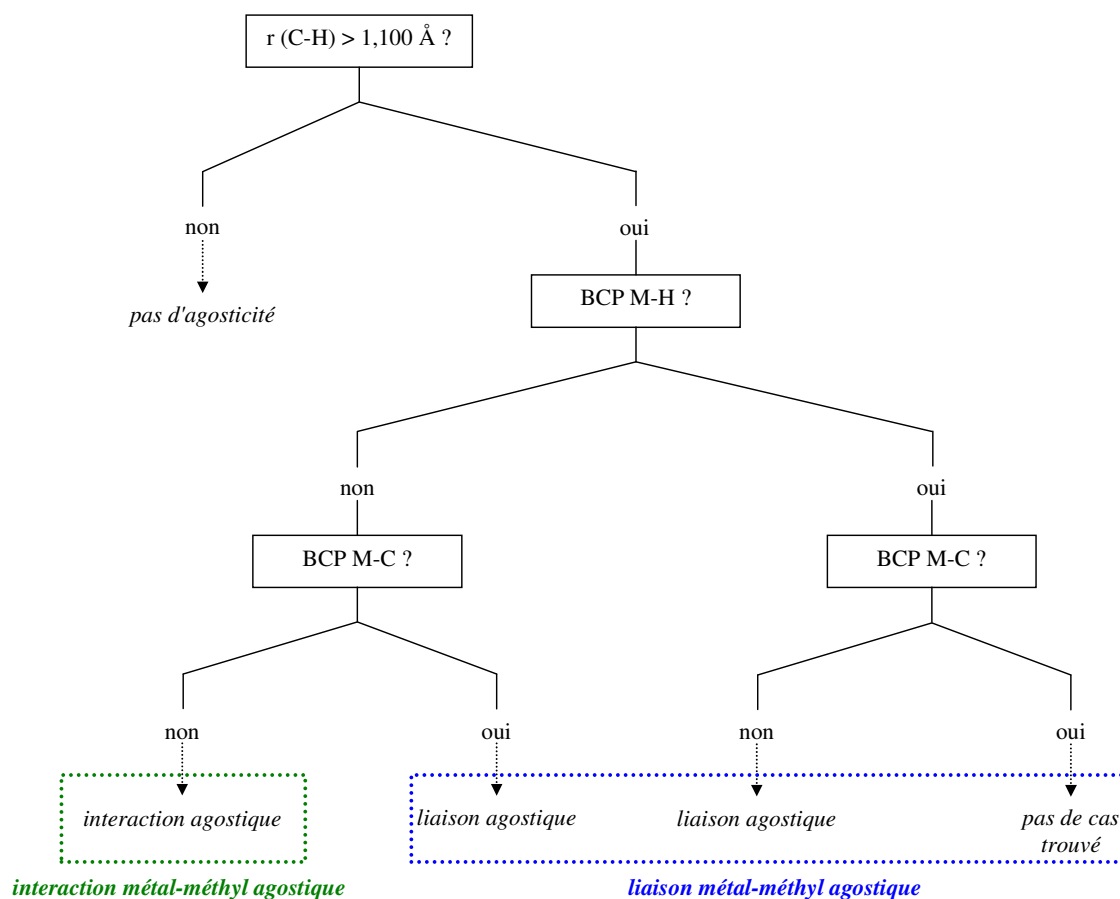 r (C-H) > 1,100 Å ?
non
oui
pas d'agosticité
BCP M-H ?
non
oui
BCP M-C ?
BCP M-C ?
non
oui
non
oui
interaction agostique
liaison agostique
liaison agostique
pas de cas
trouvé
interaction métal-méthyl agostique
liaison métal-méthyl agostique